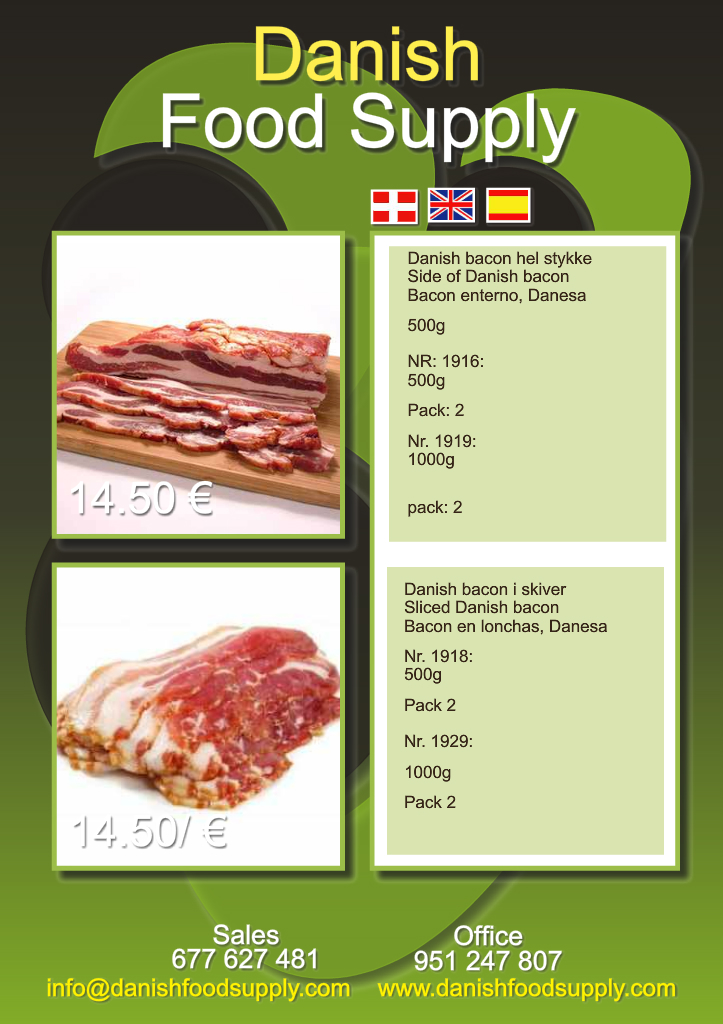 Danish
Food Supply
Danish bacon hel stykke
Side of Danish bacon
Bacon enterno, Danesa
500g
NR: 1916:
500g
Pack: 2
Nr. 1919:
1000g
pack: 2
14.50 €
Danish bacon i skiver
Sliced Danish bacon
Bacon en lonchas, Danesa
Nr. 1918:
500g
Pack 2
Nr. 1929:
1000g
Pack 2
14.50/ €
Sales
677 627 481
info@danishfoodsupply.com
Office
951 247 807
www.danishfoodsupply.com